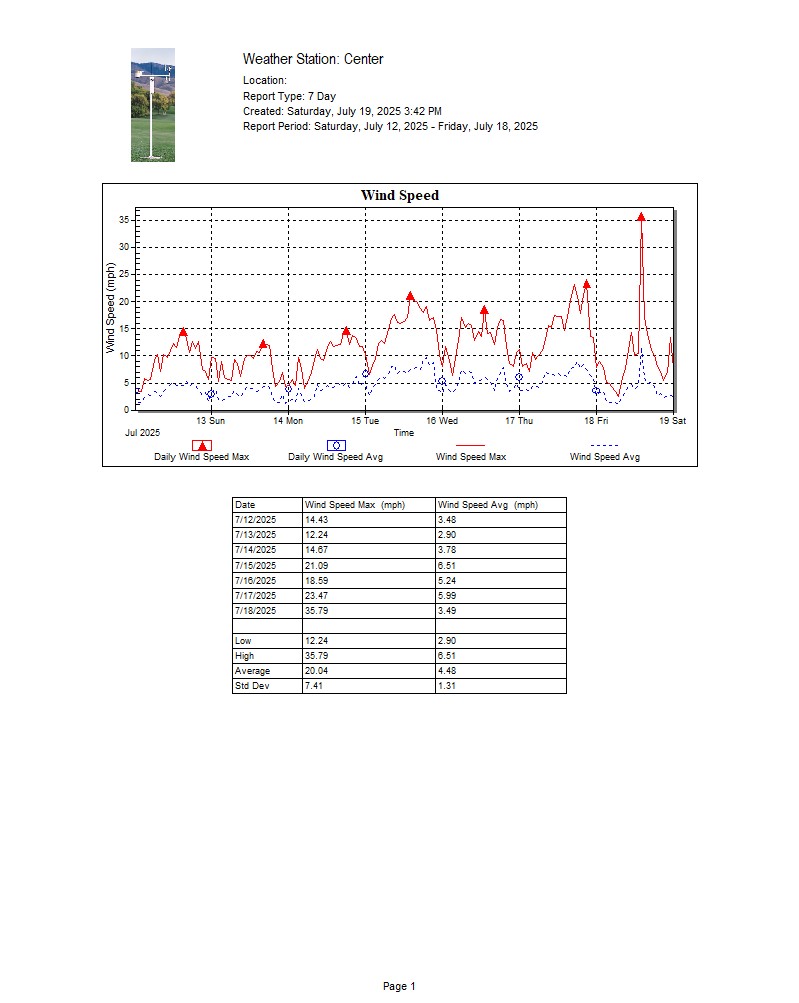 Weather Station: Center
Location:
Report Type: 7 Day
Created: Saturday, July 19, 2025 3:42 PM
Report Period: Saturday, July 12, 2025 - Friday, July 18, 2025
Wind Speed
Wind Speed (mph)
35
30
25
20
15
10
5
0
13 Sun 14 Mon 15 Tue 16 Wed 17 Thu 18 Fri 19 Sat
Jul 2025 Time
Daily Wind Speed Max Daily Wind Speed Avg Wind Speed Max Wind Speed Avg
Date Wind Speed Max (mph) Wind Speed Avg (mph)
7/12/2025 14.43 3.48
7/13/2025 12.24 2.90
7/14/2025 14.67 3.78
7/15/2025 21.09 6.51
7/16/2025 18.59 5.24
7/17/2025 23.47 5.99
7/18/2025 35.79 3.49
Low 12.24 2.90
High 35.79 6.51
Average 20.04 4.48
Std Dev 7.41 1.31
Page 1